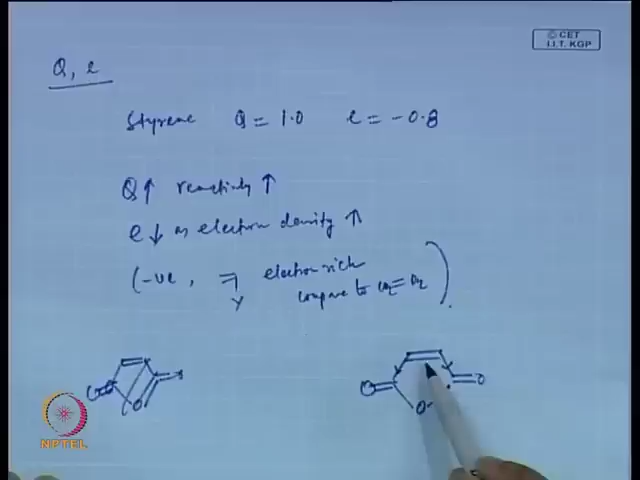 © CET
I.I.T. KGP
Q, e
Styrene Q = 1.0 e = -0.8
Q ↑ reactivity ↑
e ↓ as electron density ↑
(-ve, electron rich
Y compare to CH2=CH2)
O O
O
NPTEL